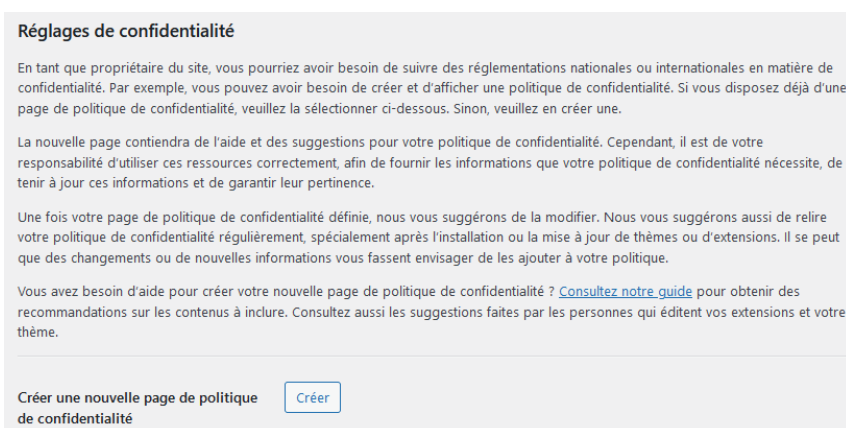 Réglages de confidentialité
En tant que propriétaire du site, vous pourriez avoir besoin de suivre des réglementations nationales ou internationales en matière de
confidentialité. Par exemple, vous pouvez avoir besoin de créer et d’afficher une politique de confidentialité. Si vous disposez déjà d’une
page de politique de confidentialité, veuillez la sélectionner ci-dessous. Sinon, veuillez en créer une.
La nouvelle page contiendra de l’aide et des suggestions pour votre politique de confidentialité. Cependant, il est de votre
responsabilité d’utiliser ces ressources correctement, afin de fournir les informations que votre politique de confidentialité nécessite, de
tenir à jour ces informations et de garantir leur pertinence.
Une fois votre page de politique de confidentialité définie, nous vous suggérons de la modifier. Nous vous suggérons aussi de relire
votre politique de confidentialité régulièrement, spécialement après l’installation ou la mise à jour de thèmes ou d’extensions. Il se peut
que des changements ou de nouvelles informations vous fassent envisager de les ajouter à votre politique.
Vous avez besoin d’aide pour créer votre nouvelle page de politique de confidentialité ? Consultez notre guide pour obtenir des
recommandations sur les contenus à inclure. Consultez aussi les suggestions faites par les personnes qui éditent vos extensions et votre
thème.
Créer une nouvelle page de politique Créer
de confidentialité